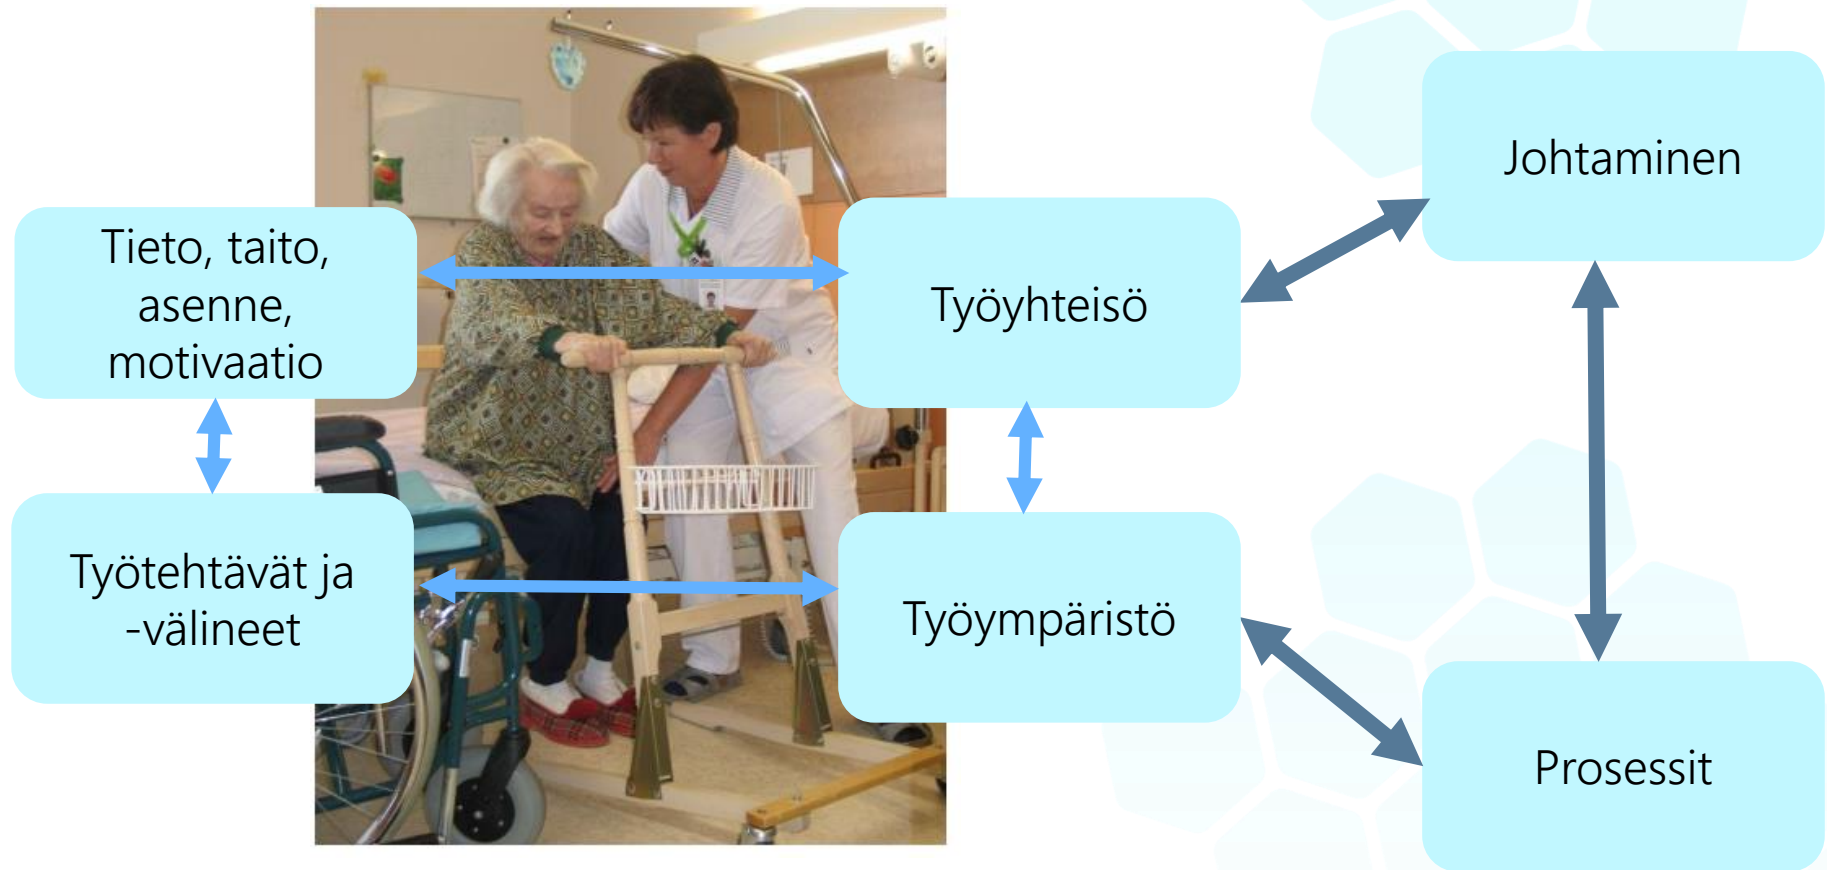 Johtaminen
Tieto, taito,
asenne,
motivaatio
Työyhteisö
Työtehtävät ja
-välineet
Työympäristö
Prosessit